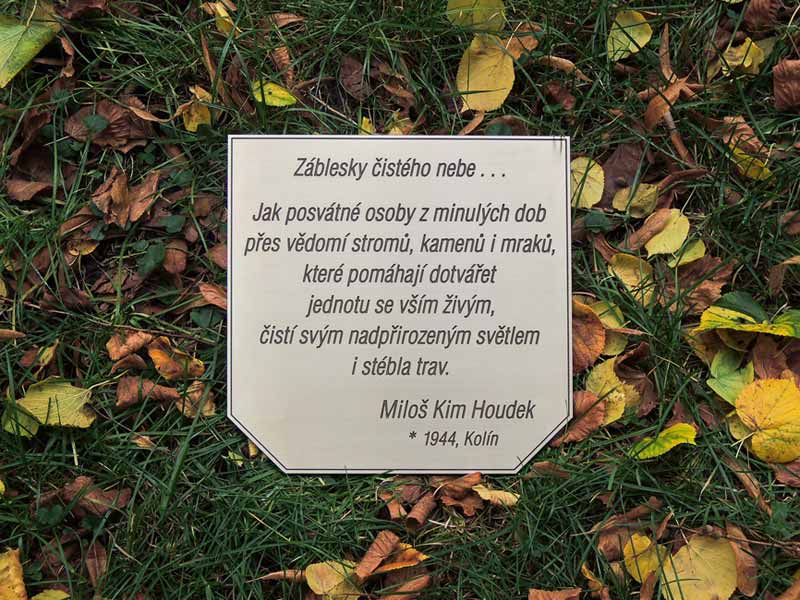 Záblesky čistého nebe . . .
Jak posvátné osoby z minulých dob
přes vědomí stromů, kamenů i mraků,
které pomáhají dotvářet
jednotu se vším živým,
čistí svým nadpřirozeným světlem
i stébla trav.
Miloš Kim Houdek
* 1944, Kolín